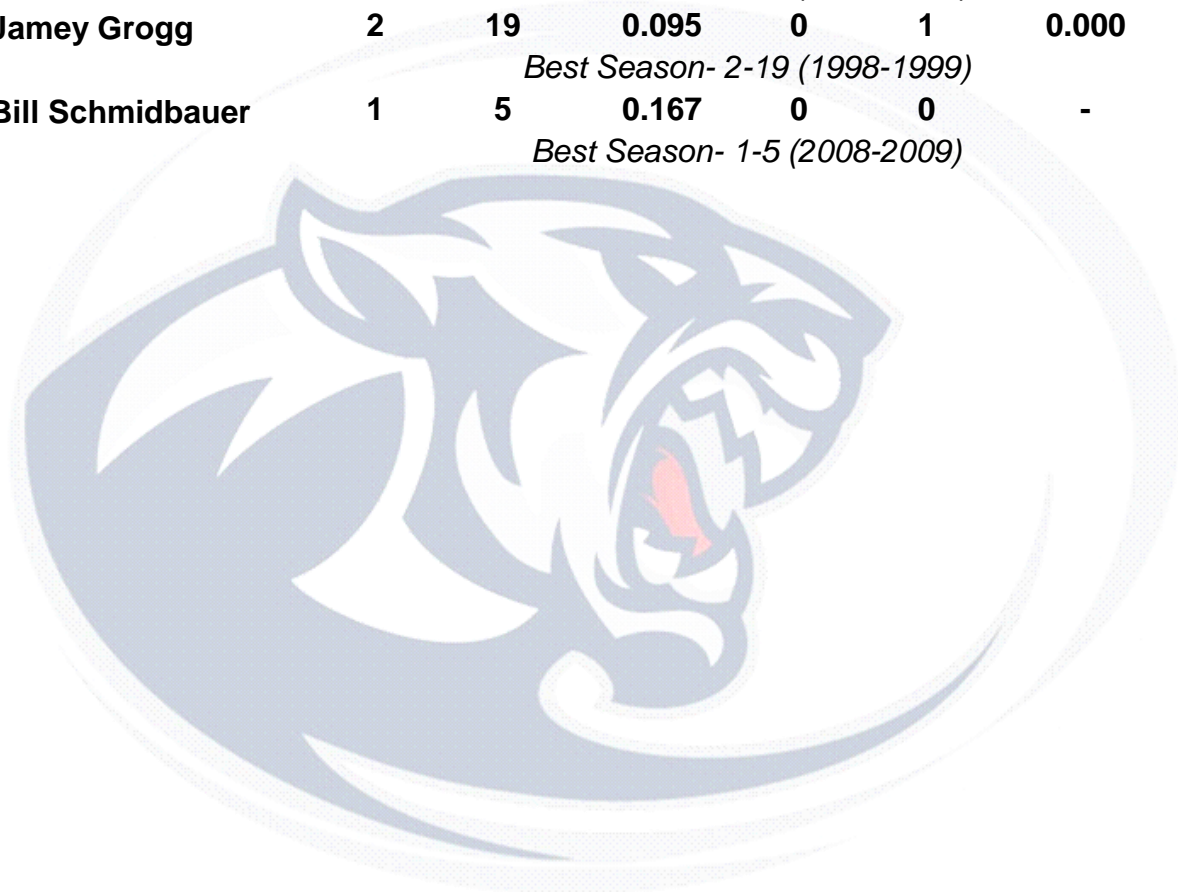 Jamey Grogg 2 19 0.095 0 1 0.000
Best Season- 2-19 (1998-1999)
Bill Schmidbauer 1 5 0.167 0 0 -
Best Season- 1-5 (2008-2009)